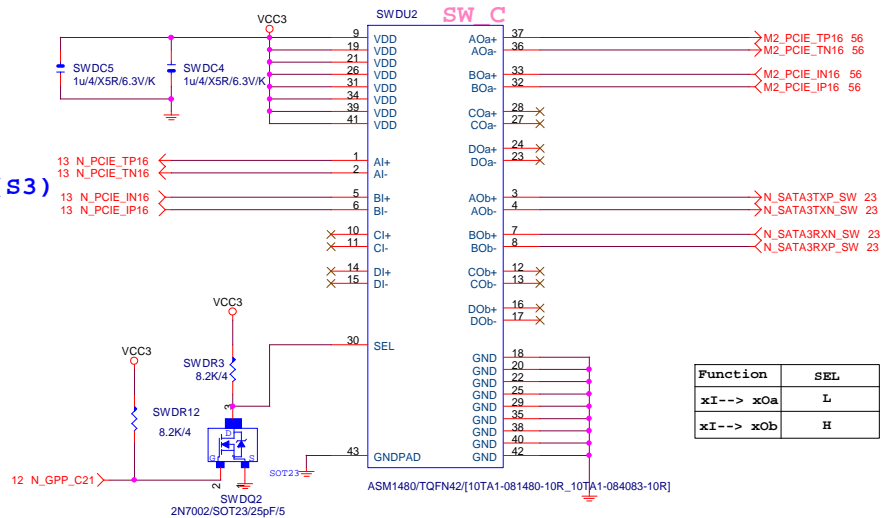 SWDU2 SW_C
VCC3
SWDC5
1u/4/X5R/6.3V/K
SWDC4
1u/4/X5R/6.3V/K
9 VDD
19 VDD
21 VDD
26 VDD
31 VDD
34 VDD
39 VDD
41 VDD
13 N_PCIE_TP16 1 AI+
13 N_PCIE_TN16 2 AI-
S3)
13 N_PCIE_IN16 5 BI+
13 N_PCIE_IP16 6 BI-
10 CI+
11 CI-
14 DI+
15 DI-
30 SEL
43 GNDPAD
AOa+ 37 M2_PCIE_TP16 56
AOa- 36 M2_PCIE_TN16 56
BOa+ 33 M2_PCIE_IN16 56
BOa- 32 M2_PCIE_IP16 56
COa+ 28
COa- 27
DOa+ 24
DOa- 23
AOb+ 3 N_SATA3TXP_SW 23
AOb- 4 N_SATA3TXN_SW 23
BOb+ 7 N_SATA3RXN_SW 23
BOb- 8 N_SATA3RXP_SW 23
COb+ 12
COb- 13
DOb+ 16
DOb- 17
GND 18
GND 20
GND 22
GND 25
GND 29
GND 35
GND 38
GND 40
GND 42
VCC3
SWDR3
8.2K/4
VCC3
SWDR12
8.2K/4
3
D
G S
2 1
SOT23
12 N_GPP_C21
SWDQ2
2N7002/SOT23/25pF/5
ASM1480/TQFN42/[10TA1-081480-10R_10TA1-084083-10R]
Function SEL
xI--> xOa L
xI--> xOb H